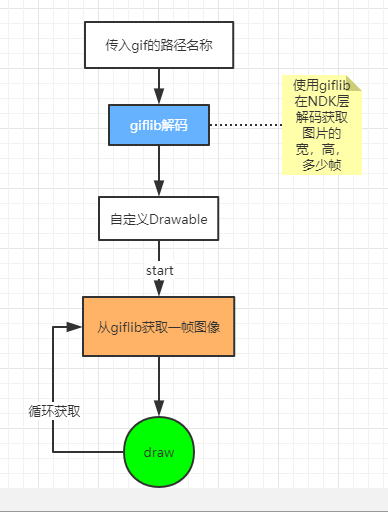 传入gif的路径名称
giflib解码
使用giflib
在NDK层
解码获取
图片的
宽，高，
多少帧
自定义Drawable
start
从giflib获取一帧图像
循环获取
draw